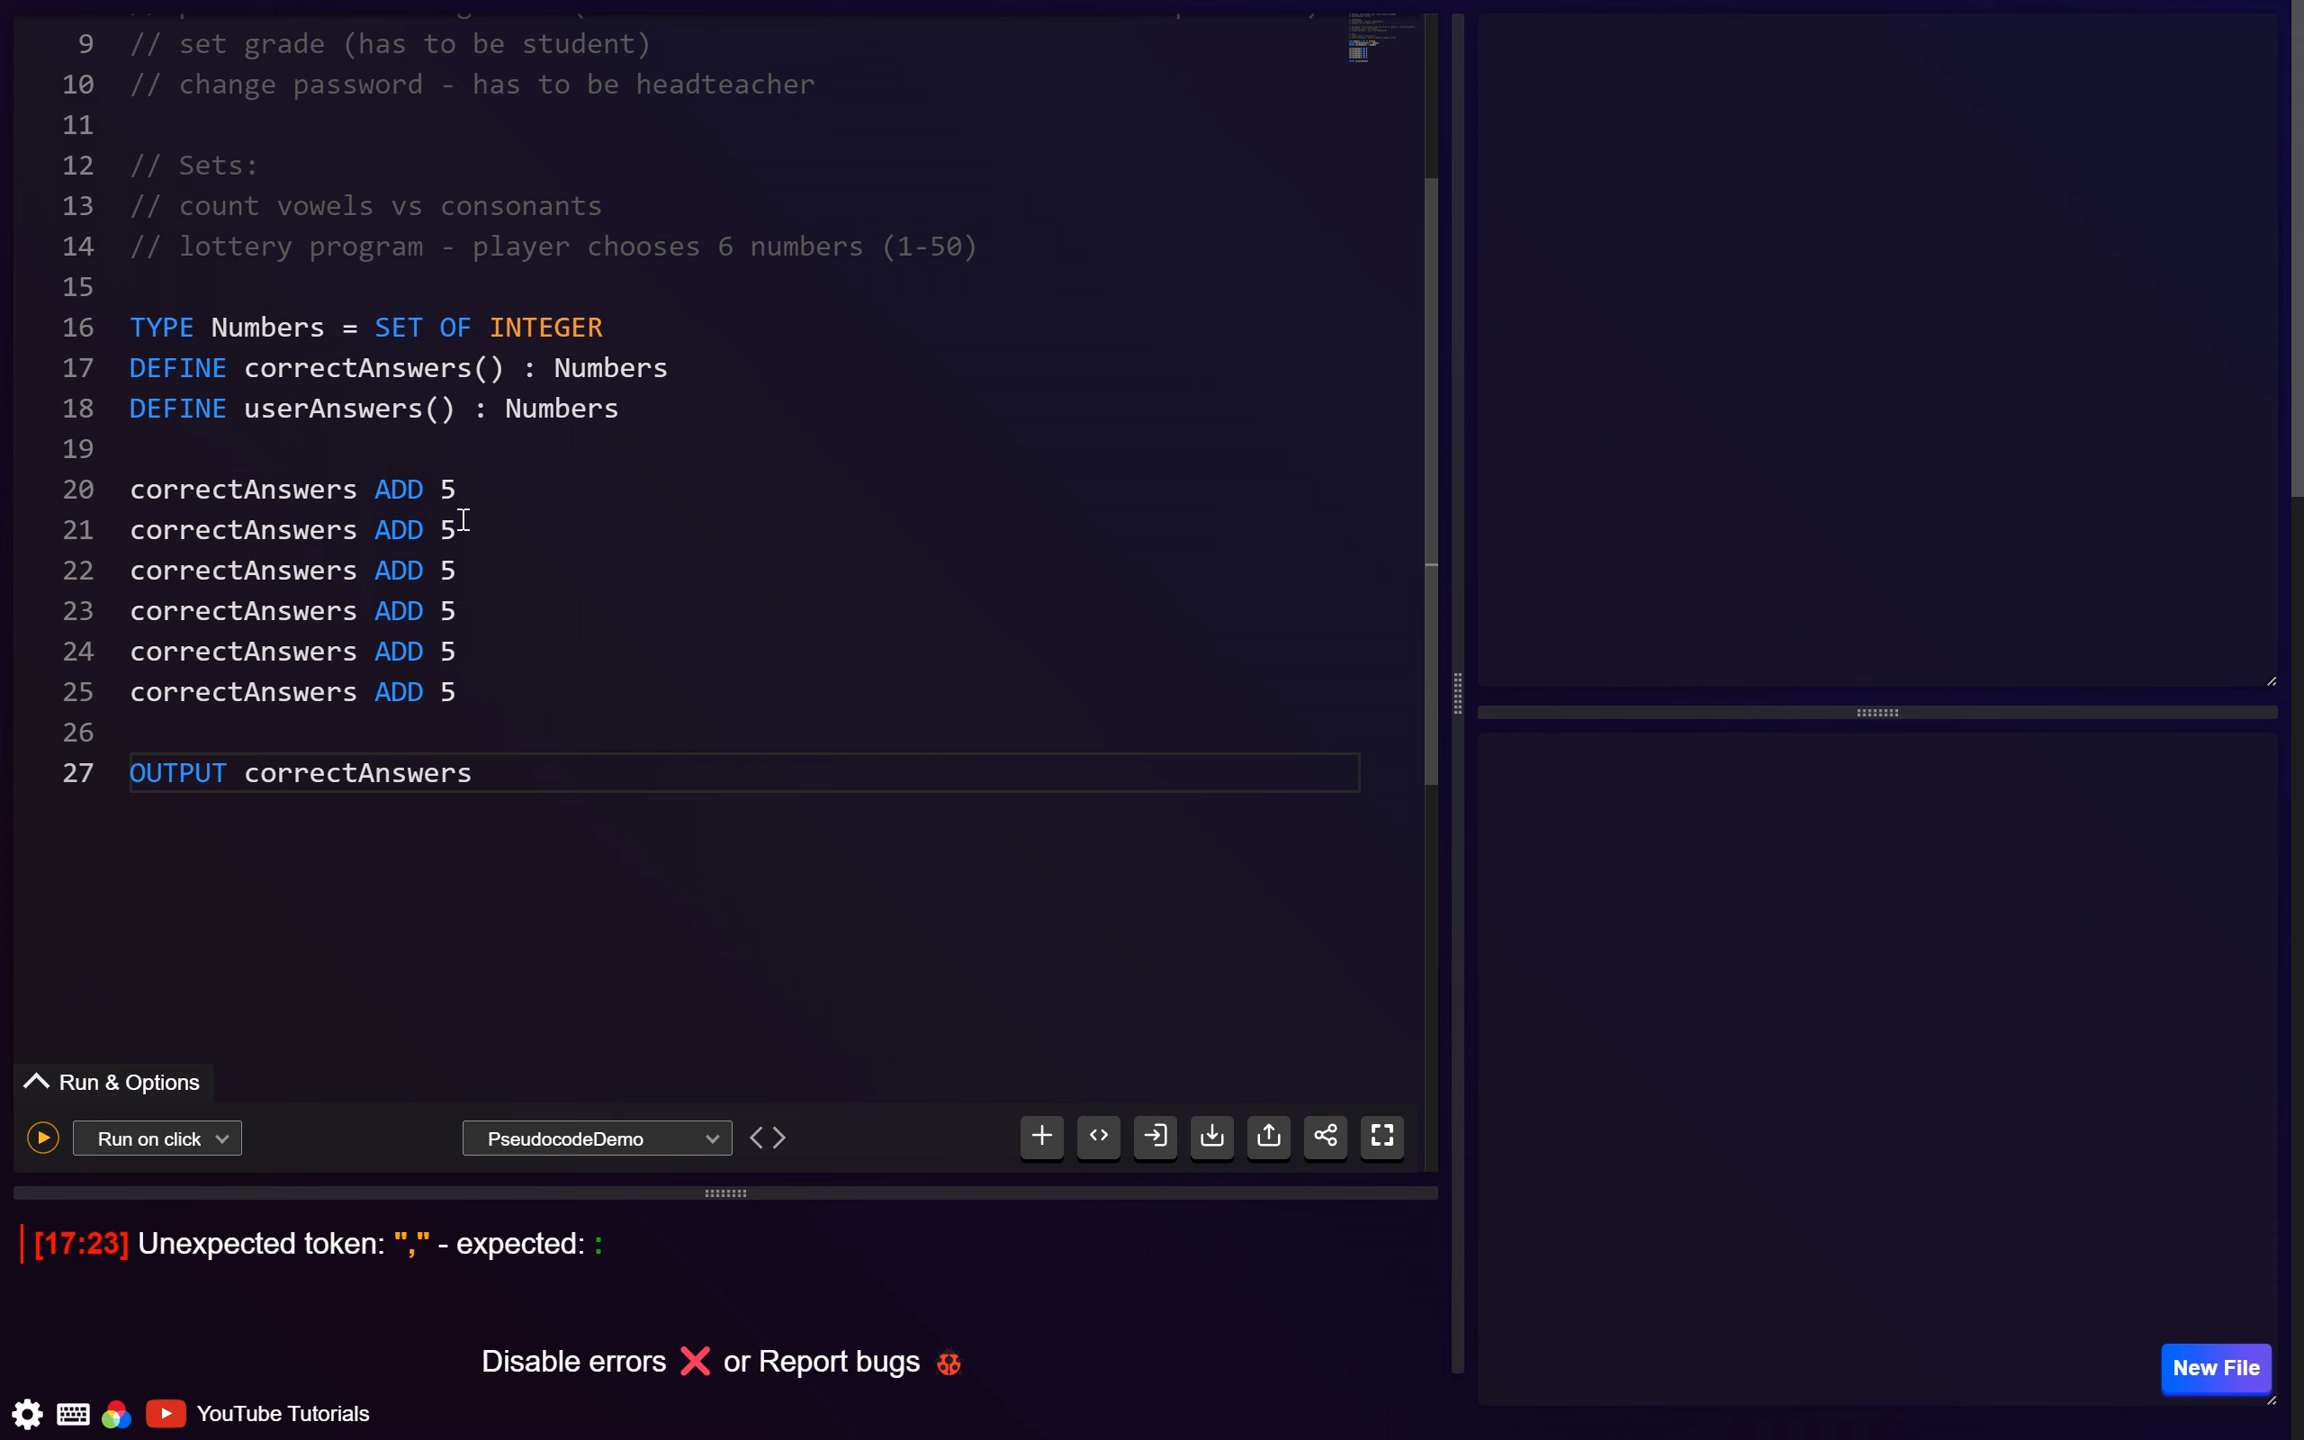 9 // set grade (has to be student)
10 // change password - has to be headteacher
11
12 // Sets:
13 // count vowels vs consonants
14 // lottery program - player chooses 6 numbers (1-50)
15
16 TYPE Numbers = SET OF INTEGER
17 DEFINE correctAnswers() : Numbers
18 DEFINE userAnswers() : Numbers
19
20 correctAnswers ADD 5
21 correctAnswers ADD 5
22 correctAnswers ADD 5
23 correctAnswers ADD 5
24 correctAnswers ADD 5
25 correctAnswers ADD 5
26
27 OUTPUT correctAnswers
Run & Options
Run on click
PseudocodeDemo
[17:23] Unexpected token: "," - expected: :
Disable errors ❌ or Report bugs 🐞
New File
YouTube Tutorials